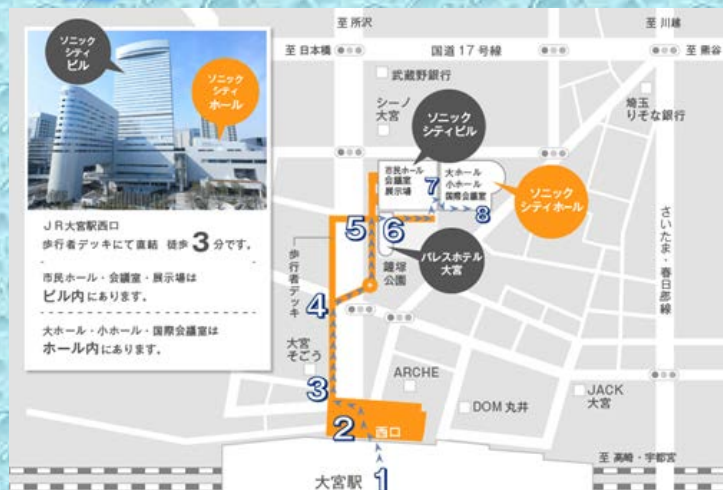 ソニック
シティ
ビル
ソニック
シティ
ホール
JR大宮駅西口
歩行者デッキにて直結 徒歩3分です。
市民ホール・会議室・展示場は
ビル内にあります。
大ホール・小ホール・国際会議室は
ホール内にあります。
至 所沢
至 川越
至 日本橋
国道17号線
至 熊谷
武蔵野銀行
シーノ
大宮
埼玉
りそな銀行
ソニック
シティビル
市民ホール
会議室
展示場
大ホール
小ホール
国際会議室
ソニック
シティホール
7
8
5
6
パレスホテル
大宮
鐘塚
公園
歩行者デッキ
さいたま・春日部線
4
大宮
そごう
3
ARCHE
JACK
大宮
DOM 丸井
2
西口
至 高崎・宇都宮
大宮駅
1